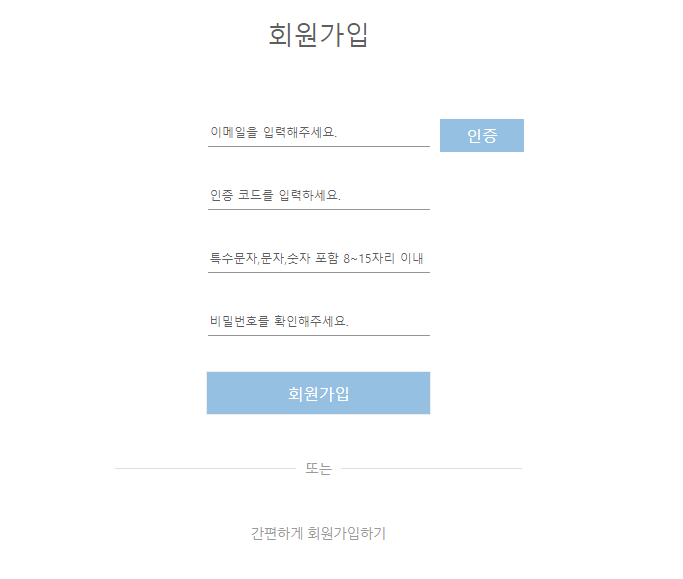 회원가입
이메일을 입력해주세요.
인증
인증 코드를 입력하세요.
특수문자,문자,숫자 포함 8~15자리 이내
비밀번호를 확인해주세요.
회원가입
또는
간편하게 회원가입하기